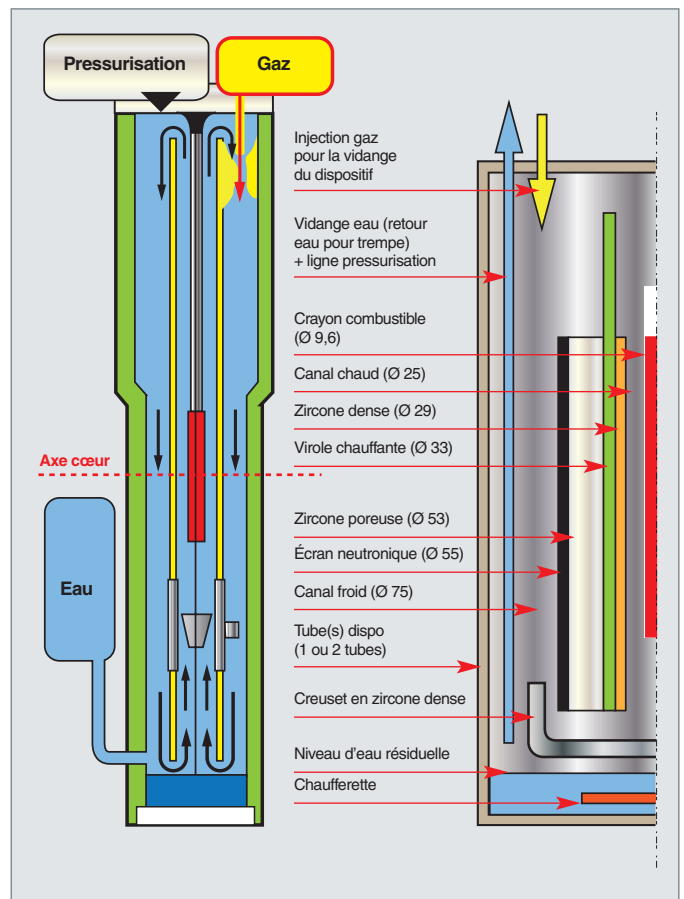 Pressurisation
Gaz
Injection gaz
pour la vidange
du dispositif
Vidange eau (retour
eau pour trempe)
+ ligne pressurisation
Crayon combustible
(Ø 9,6)
Canal chaud (Ø 25)
Zircone dense (Ø 29)
Virole chauffante (Ø 33)
Axe cœur
Zircone poreuse (Ø 53)
Écran neutronique (Ø 55)
Eau
Canal froid (Ø 75)
Tube(s) dispo
(1 ou 2 tubes)
Creuset en zircone dense
Niveau d'eau résiduelle
Chaufferette